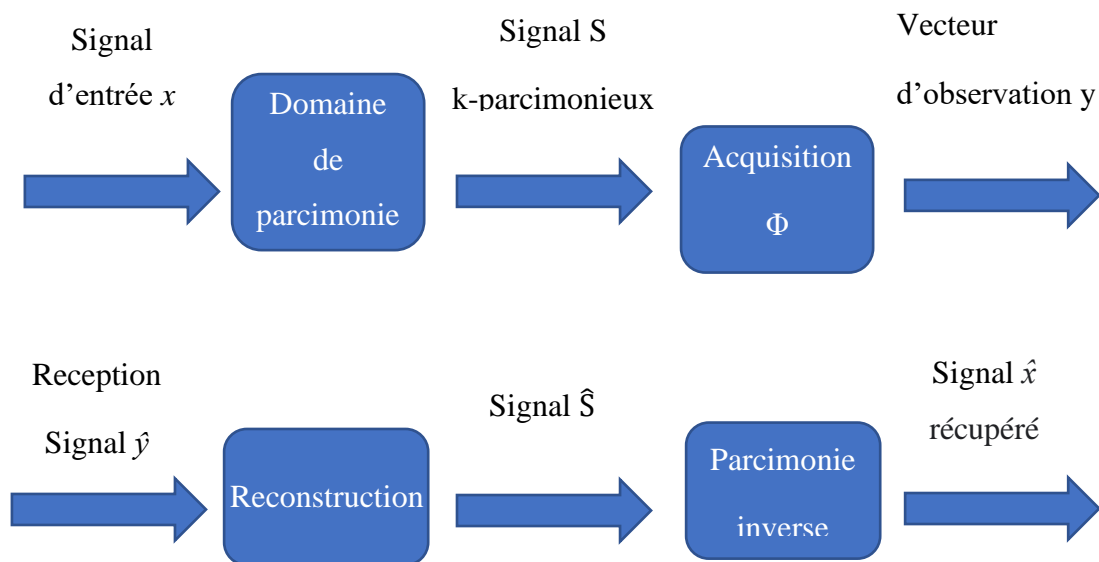 Signal
d’entrée x
Domaine
de
parcimonie
Signal S
k-parcimonieux
Acquisition
Φ
Vecteur
d’observation y
Reception
Signal ŷ
Reconstruction
Signal Ŝ
Parcimonie
inverse
Signal x̂
récupéré